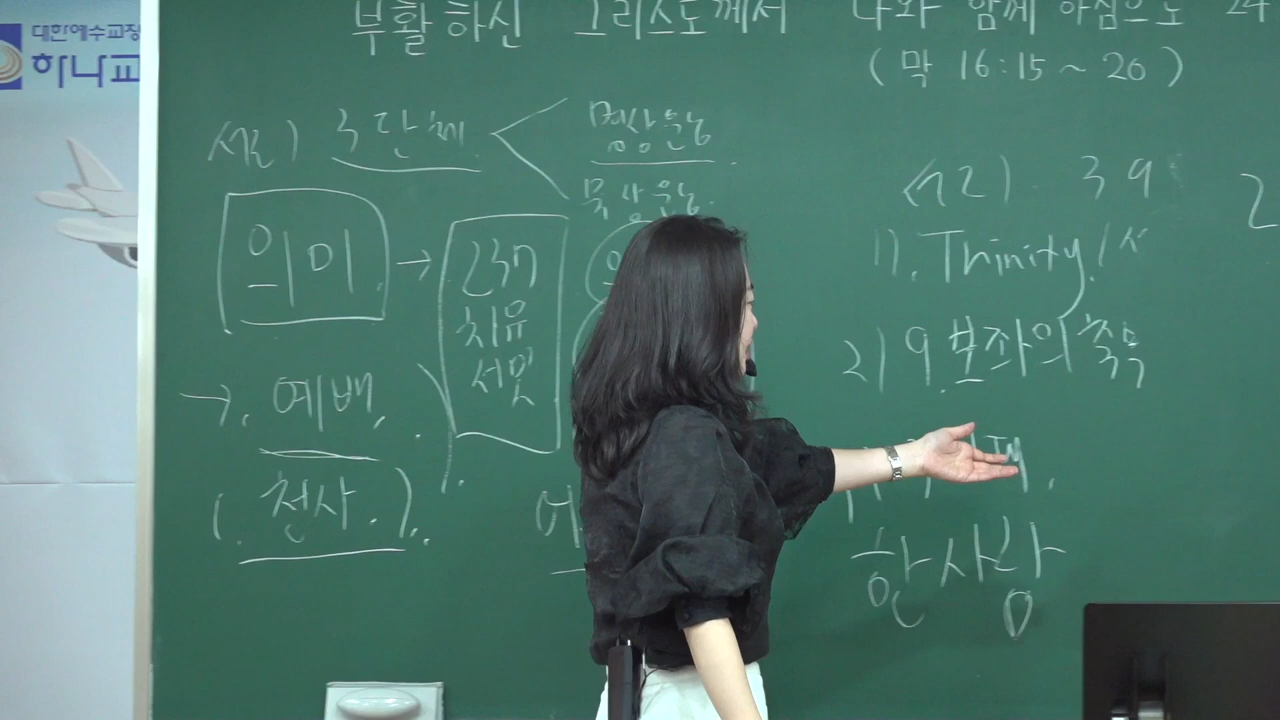 대한예수교장
하나교
부활하신 그리스도께서 나와 함께 하심으로 24
(막 16:15~20)
서론) 3단체
명상운동
묵상운동
의미 → 237
치유
서밋
→. 예배.
(천사.)
39
1). Trinity/
2) 9 보좌의 축복
한 사람